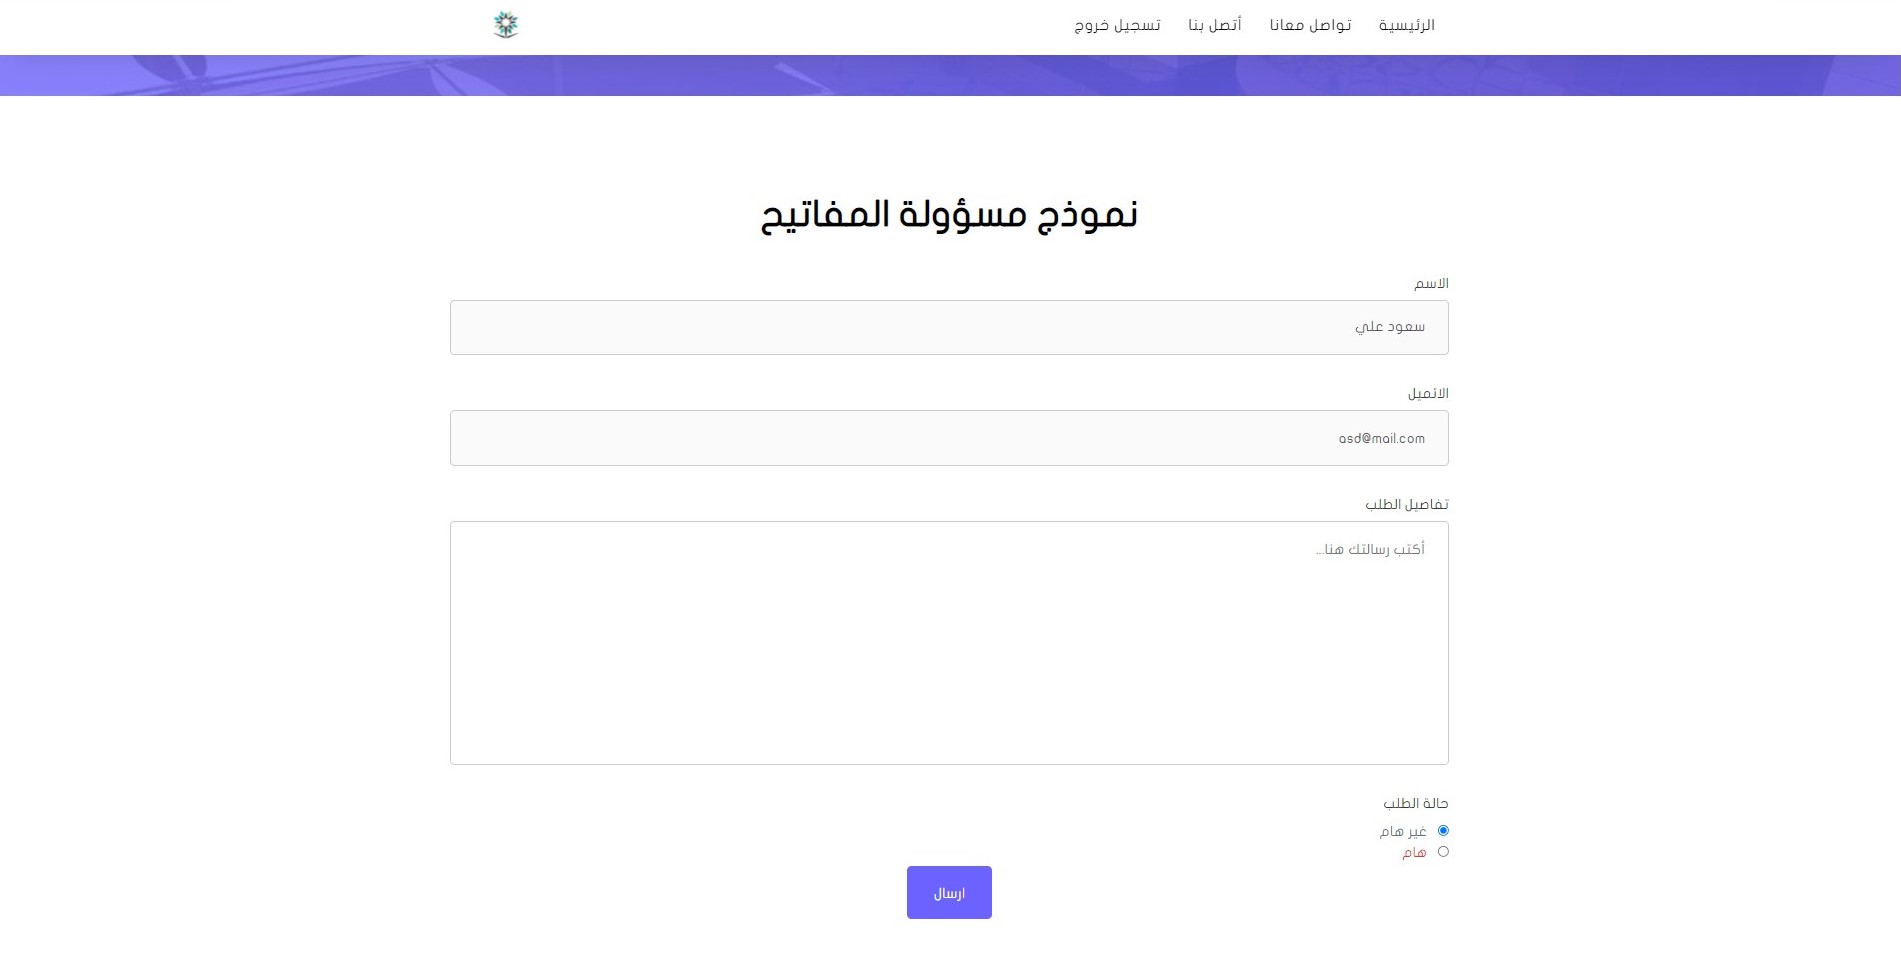 الرئيسية
تواصل معانا
أتصل بنا
تسجيل خروج
نموذج مسؤولة المفاتيح
الاسم
سعود علي
الائميل
asd@mail.com
تفاصيل الطلب
أكتب رسالتك هنا...
حالة الطلب
غير هام
هام
ارسال